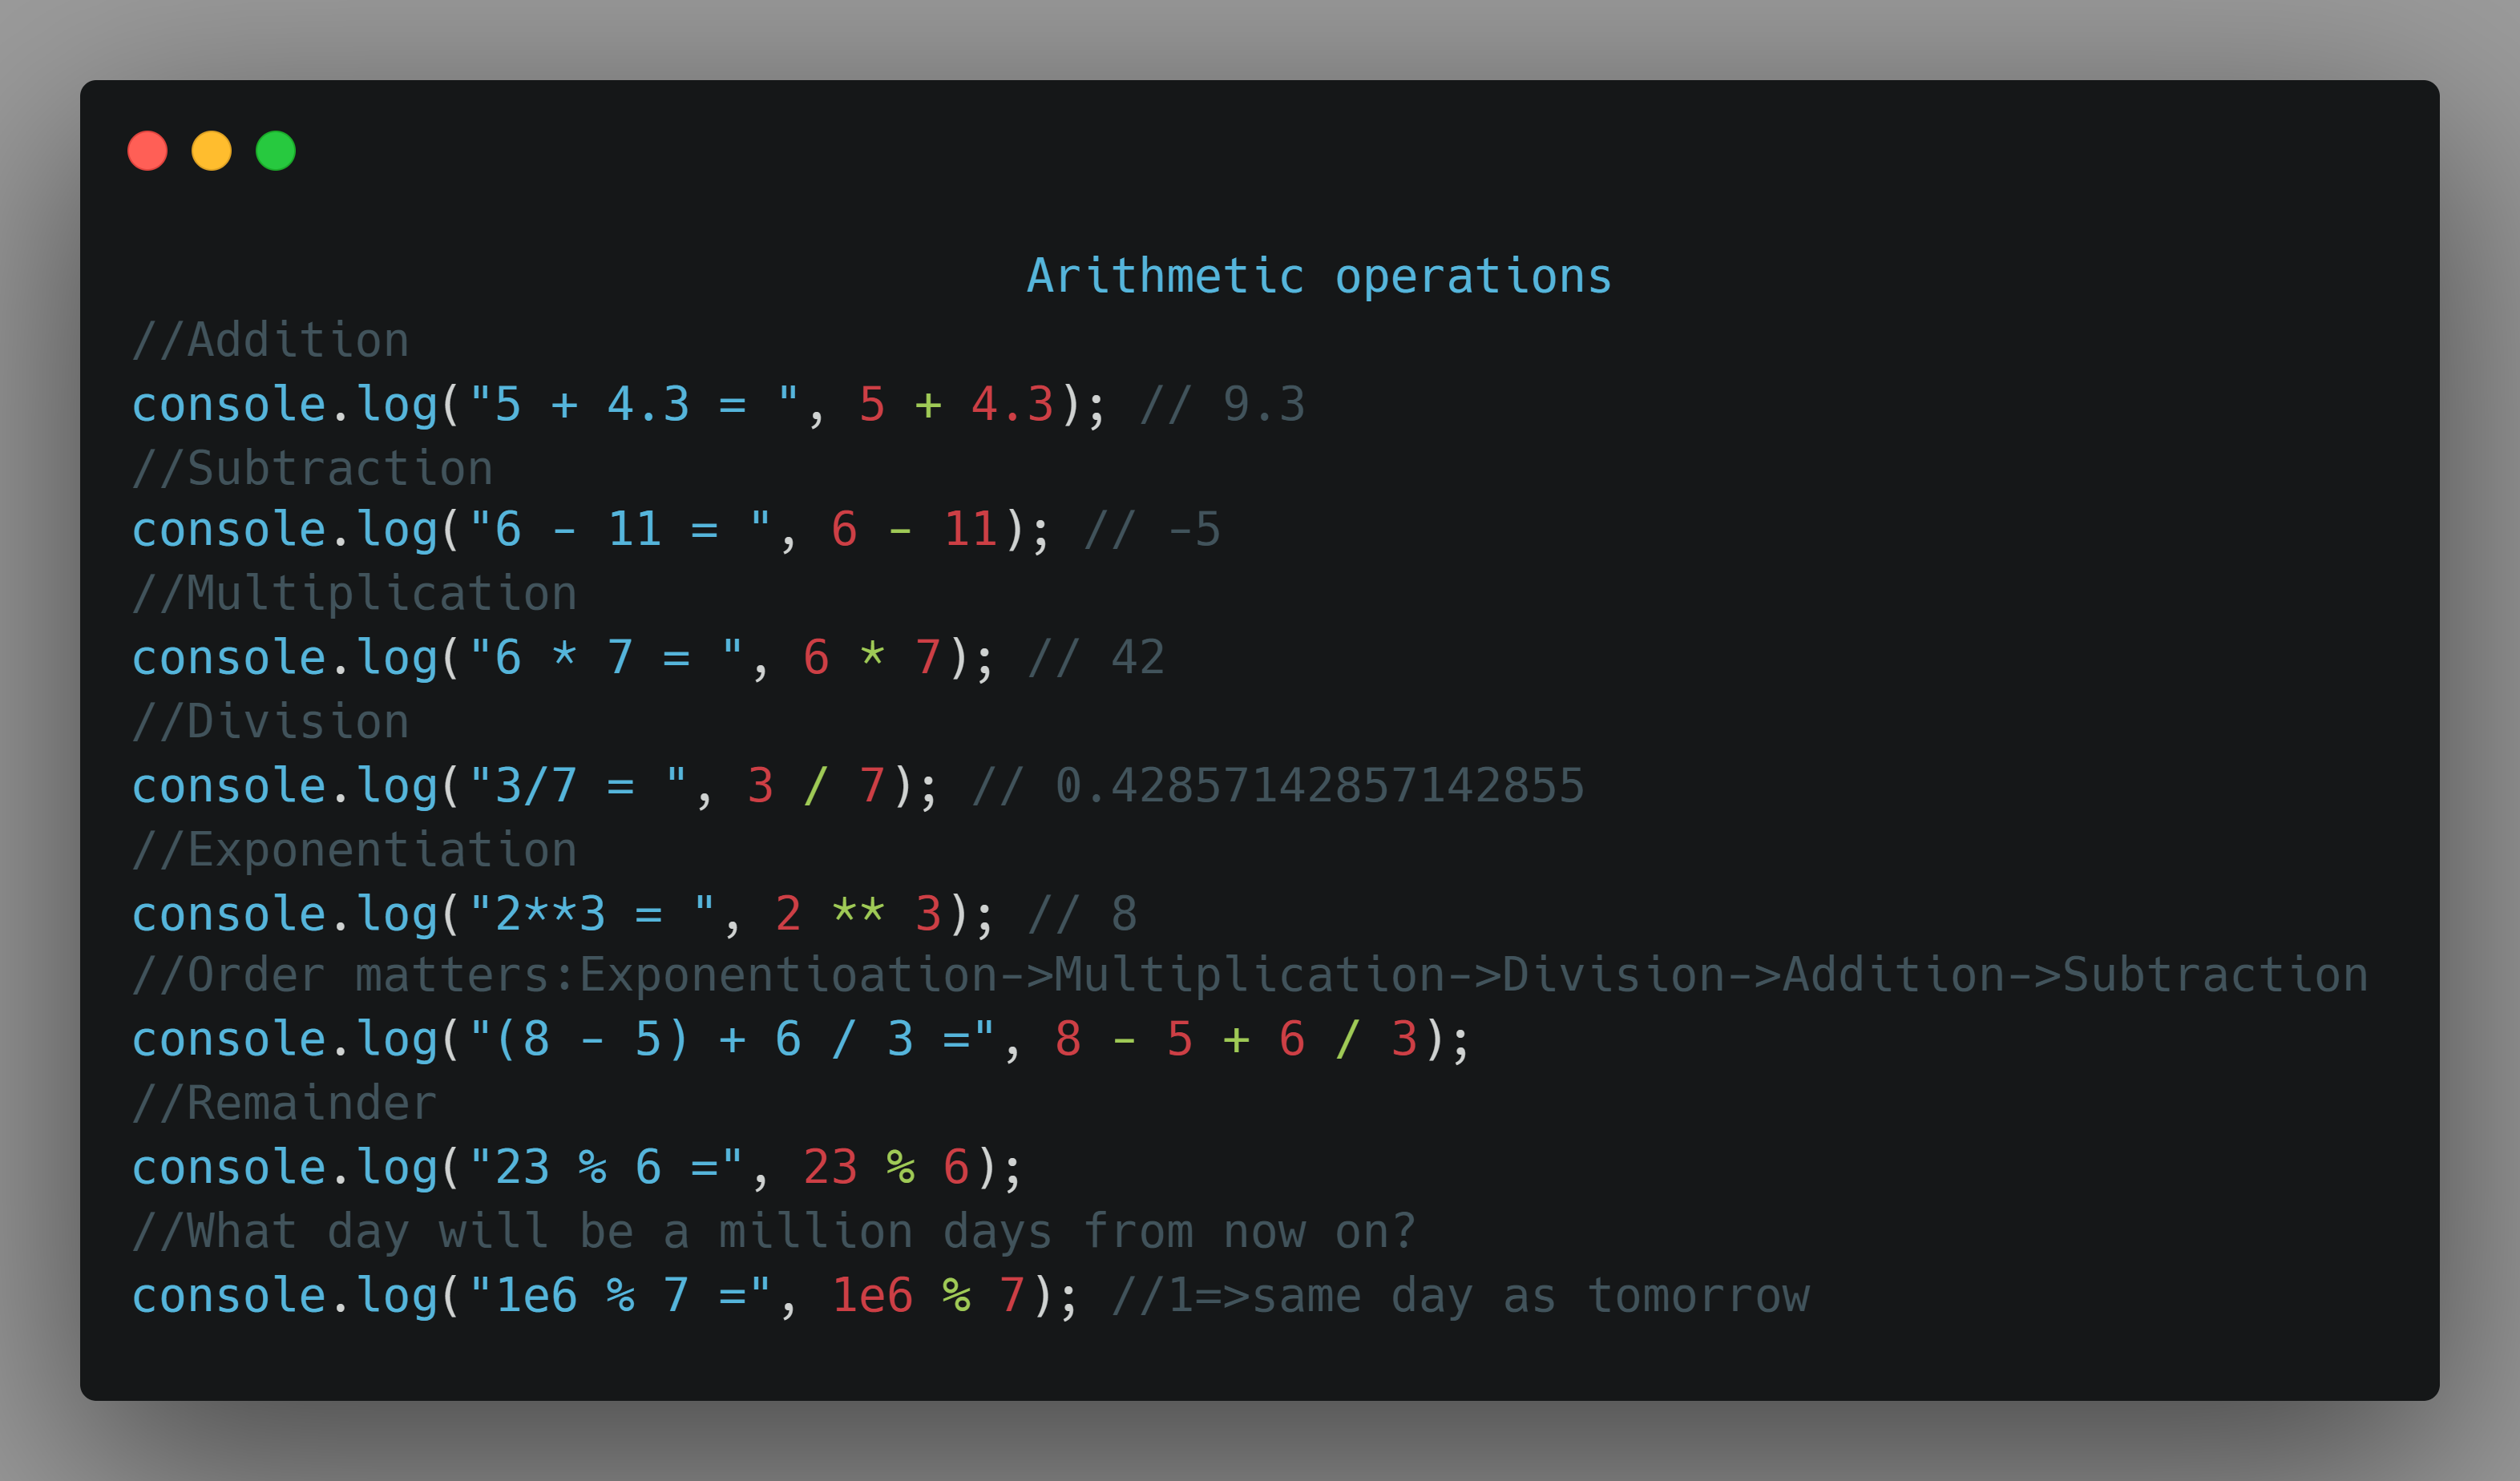 Arithmetic operations
//Addition
console.log("5 + 4.3 = ", 5 + 4.3); // 9.3
//Subtraction
console.log("6 - 11 = ", 6 - 11); // -5
//Multiplication
console.log("6 * 7 = ", 6 * 7); // 42
//Division
console.log("3/7 = ", 3 / 7); // 0.42857142857142855
//Exponentiation
console.log("2**3 = ", 2 ** 3); // 8
//Order matters:Exponentioation->Multiplication->Division->Addition->Subtraction
console.log("(8 - 5) + 6 / 3 =", 8 - 5 + 6 / 3);
//Remainder
console.log("23 % 6 =", 23 % 6);
//What day will be a million days from now on?
console.log("1e6 % 7 =", 1e6 % 7); //1=>same day as tomorrow